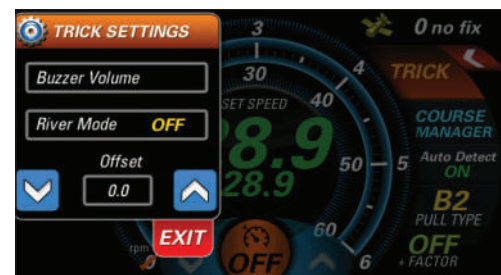 TRICK SETTINGS
Buzzer Volume
River Mode OFF
Offset
0.0
EXIT
3
0 no fix
30
4
TRICK
SET SPEED
40
COURSE
MANAGER
8.9
28.9
50
5
Auto Detect
ON
B2
PULL TYPE
60
OFF
+ FACTOR
rpm
0
OFF
6